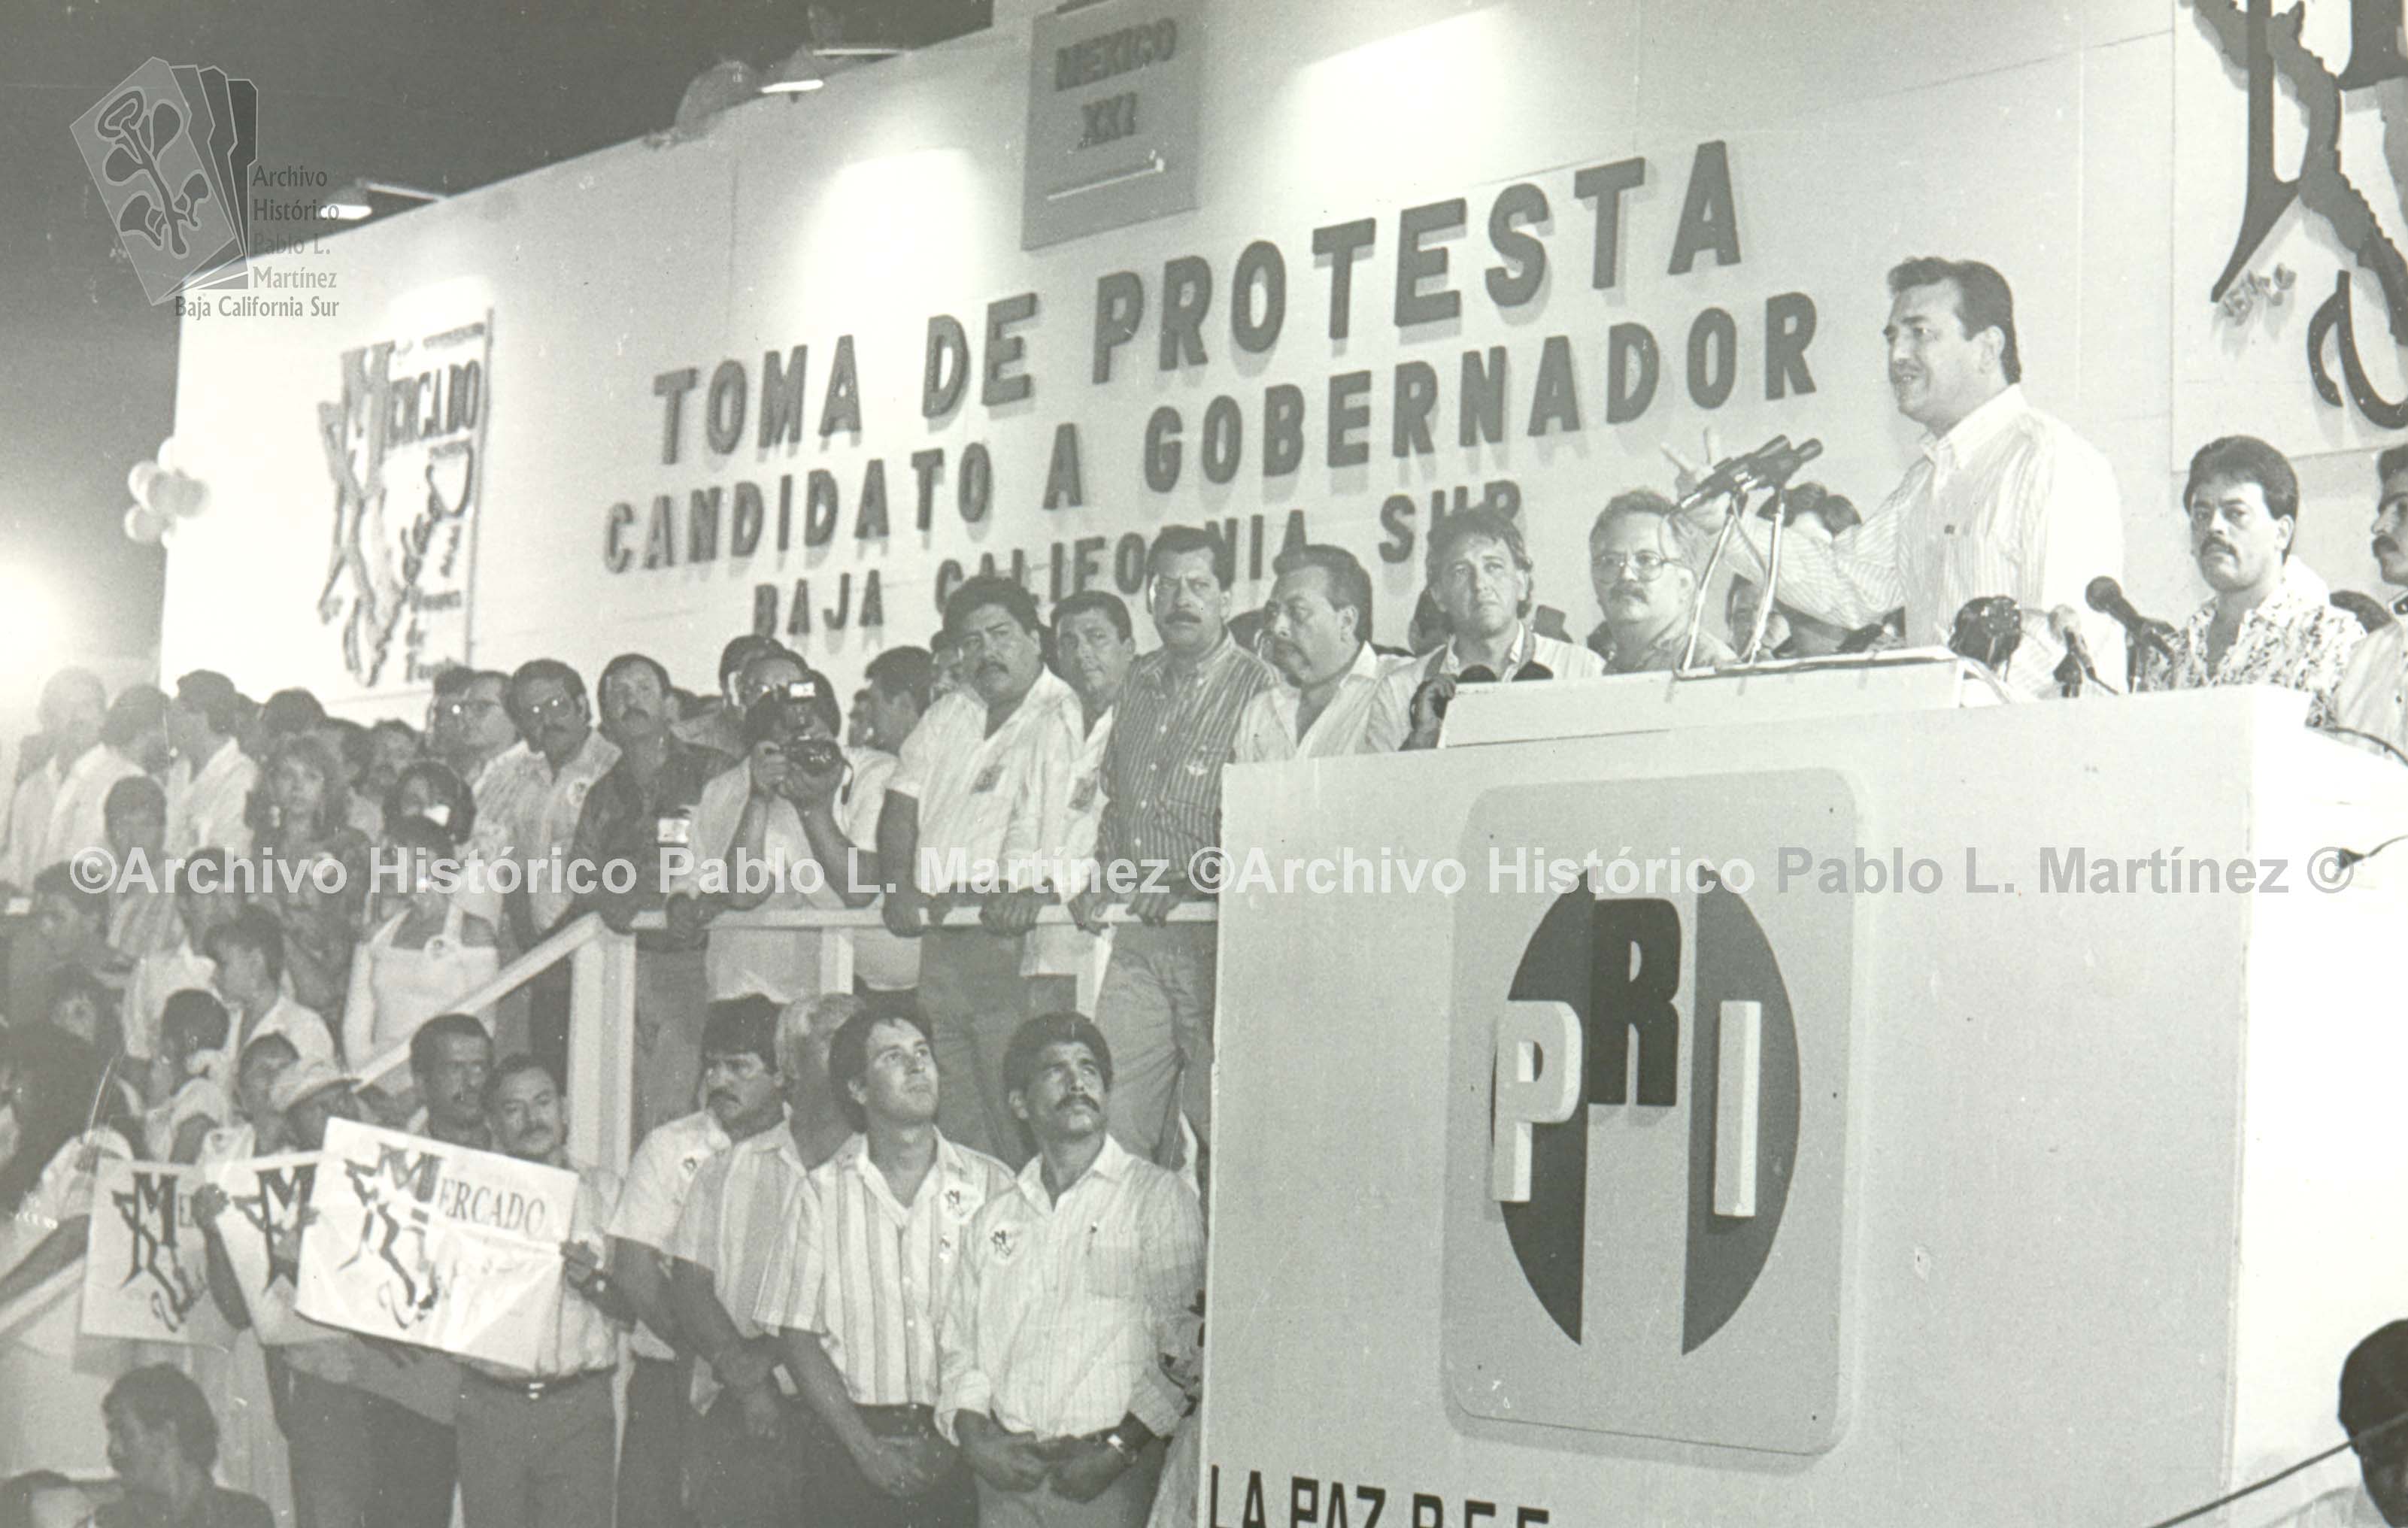 MEXICO
XXI
TOMA DE PROTESTA
CANDIDATO A GOBERNADOR
BAJA CALIFORNIA SUR
MERCADO
Archivo
Histórico
Pablo L.
Martínez
Baja California Sur
©Archivo Histórico Pablo L. Martínez ©Archivo Histórico Pablo L. Martínez ©
PRI
MERCADO
LA PAZ